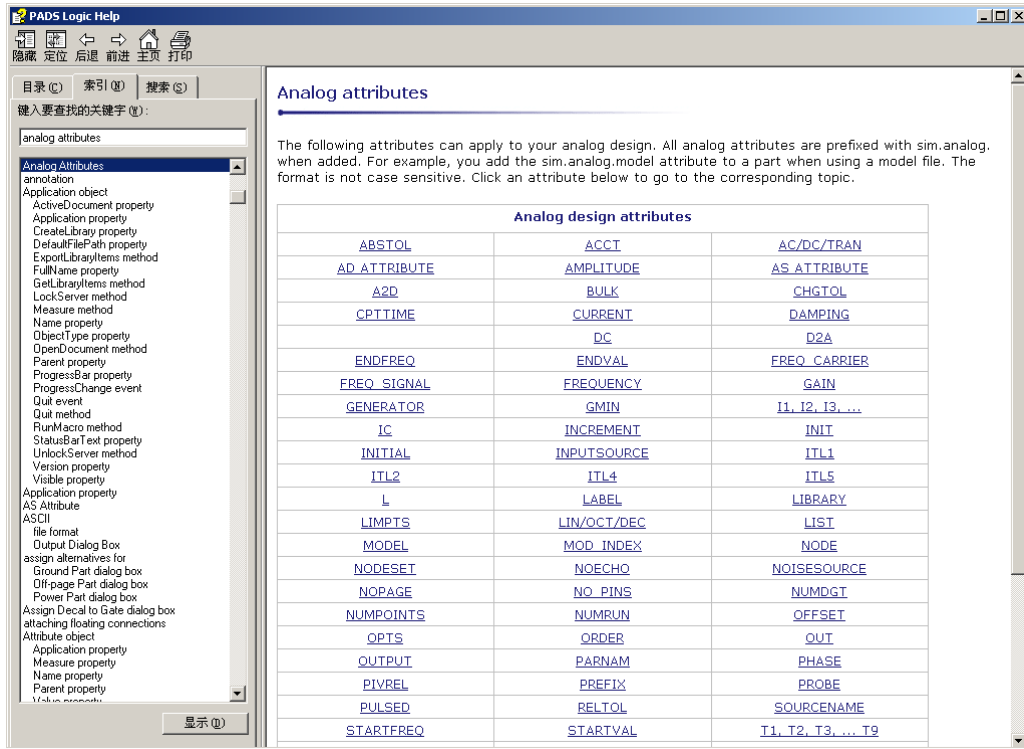 PADS Logic Help
隐藏 定位 后退 前进 主页 打印
目录(C) 索引(N) 搜索(S)
键入要查找的关键字(W):
analog attributes
Analog Attributes
annotation
Application object
ActiveDocument property
Application property
CreateLibrary property
DefaultFilePath property
ExportLibraryItems method
FullName property
GetLibraryItems method
LockServer method
Measure method
Name property
ObjectType property
OpenDocument method
Parent property
ProgressBar property
ProgressChange event
Quit event
Quit method
RunMacro method
StatusBarText property
UnlockServer method
Version property
Visible property
Application property
AS Attribute
ASCII
file format
Output Dialog Box
assign alternatives for
Ground Part dialog box
Off-page Part dialog box
Power Part dialog box
Assign Decal to Gate dialog box
attaching floating connections
Attribute object
Application property
Measure property
Name property
Parent property
Value property
显示(D)
Analog attributes
The following attributes can apply to your analog design. All analog attributes are prefixed with sim.analog.
when added. For example, you add the sim.analog.model attribute to a part when using a model file. The
format is not case sensitive. Click an attribute below to go to the corresponding topic.
Analog design attributes
ABSTOL ACCT AC/DC/TRAN
AD ATTRIBUTE AMPLITUDE AS ATTRIBUTE
A2D BULK CHGTOL
CPTTIME CURRENT DAMPING
DC D2A
ENDFREQ ENDVAL FREQ_CARRIER
FREQ_SIGNAL FREQUENCY GAIN
GENERATOR GMIN I1, I2, I3, ...
IC INCREMENT INIT
INITIAL INPUTSOURCE ITL1
ITL2 ITL4 ITL5
L LABEL LIBRARY
LIMPTS LIN/OCT/DEC LIST
MODEL MOD_INDEX NODE
NODESET NOECHO NOISESOURCE
NOPAGE NO_PINS NUMDGT
NUMPOINTS NUMRUN OFFSET
OPTS ORDER OUT
OUTPUT PARNAM PHASE
PIVREL PREFIX PROBE
PULSED RELTOL SOURCENAME
STARTFREQ STARTVAL T1, T2, T3, ... T9